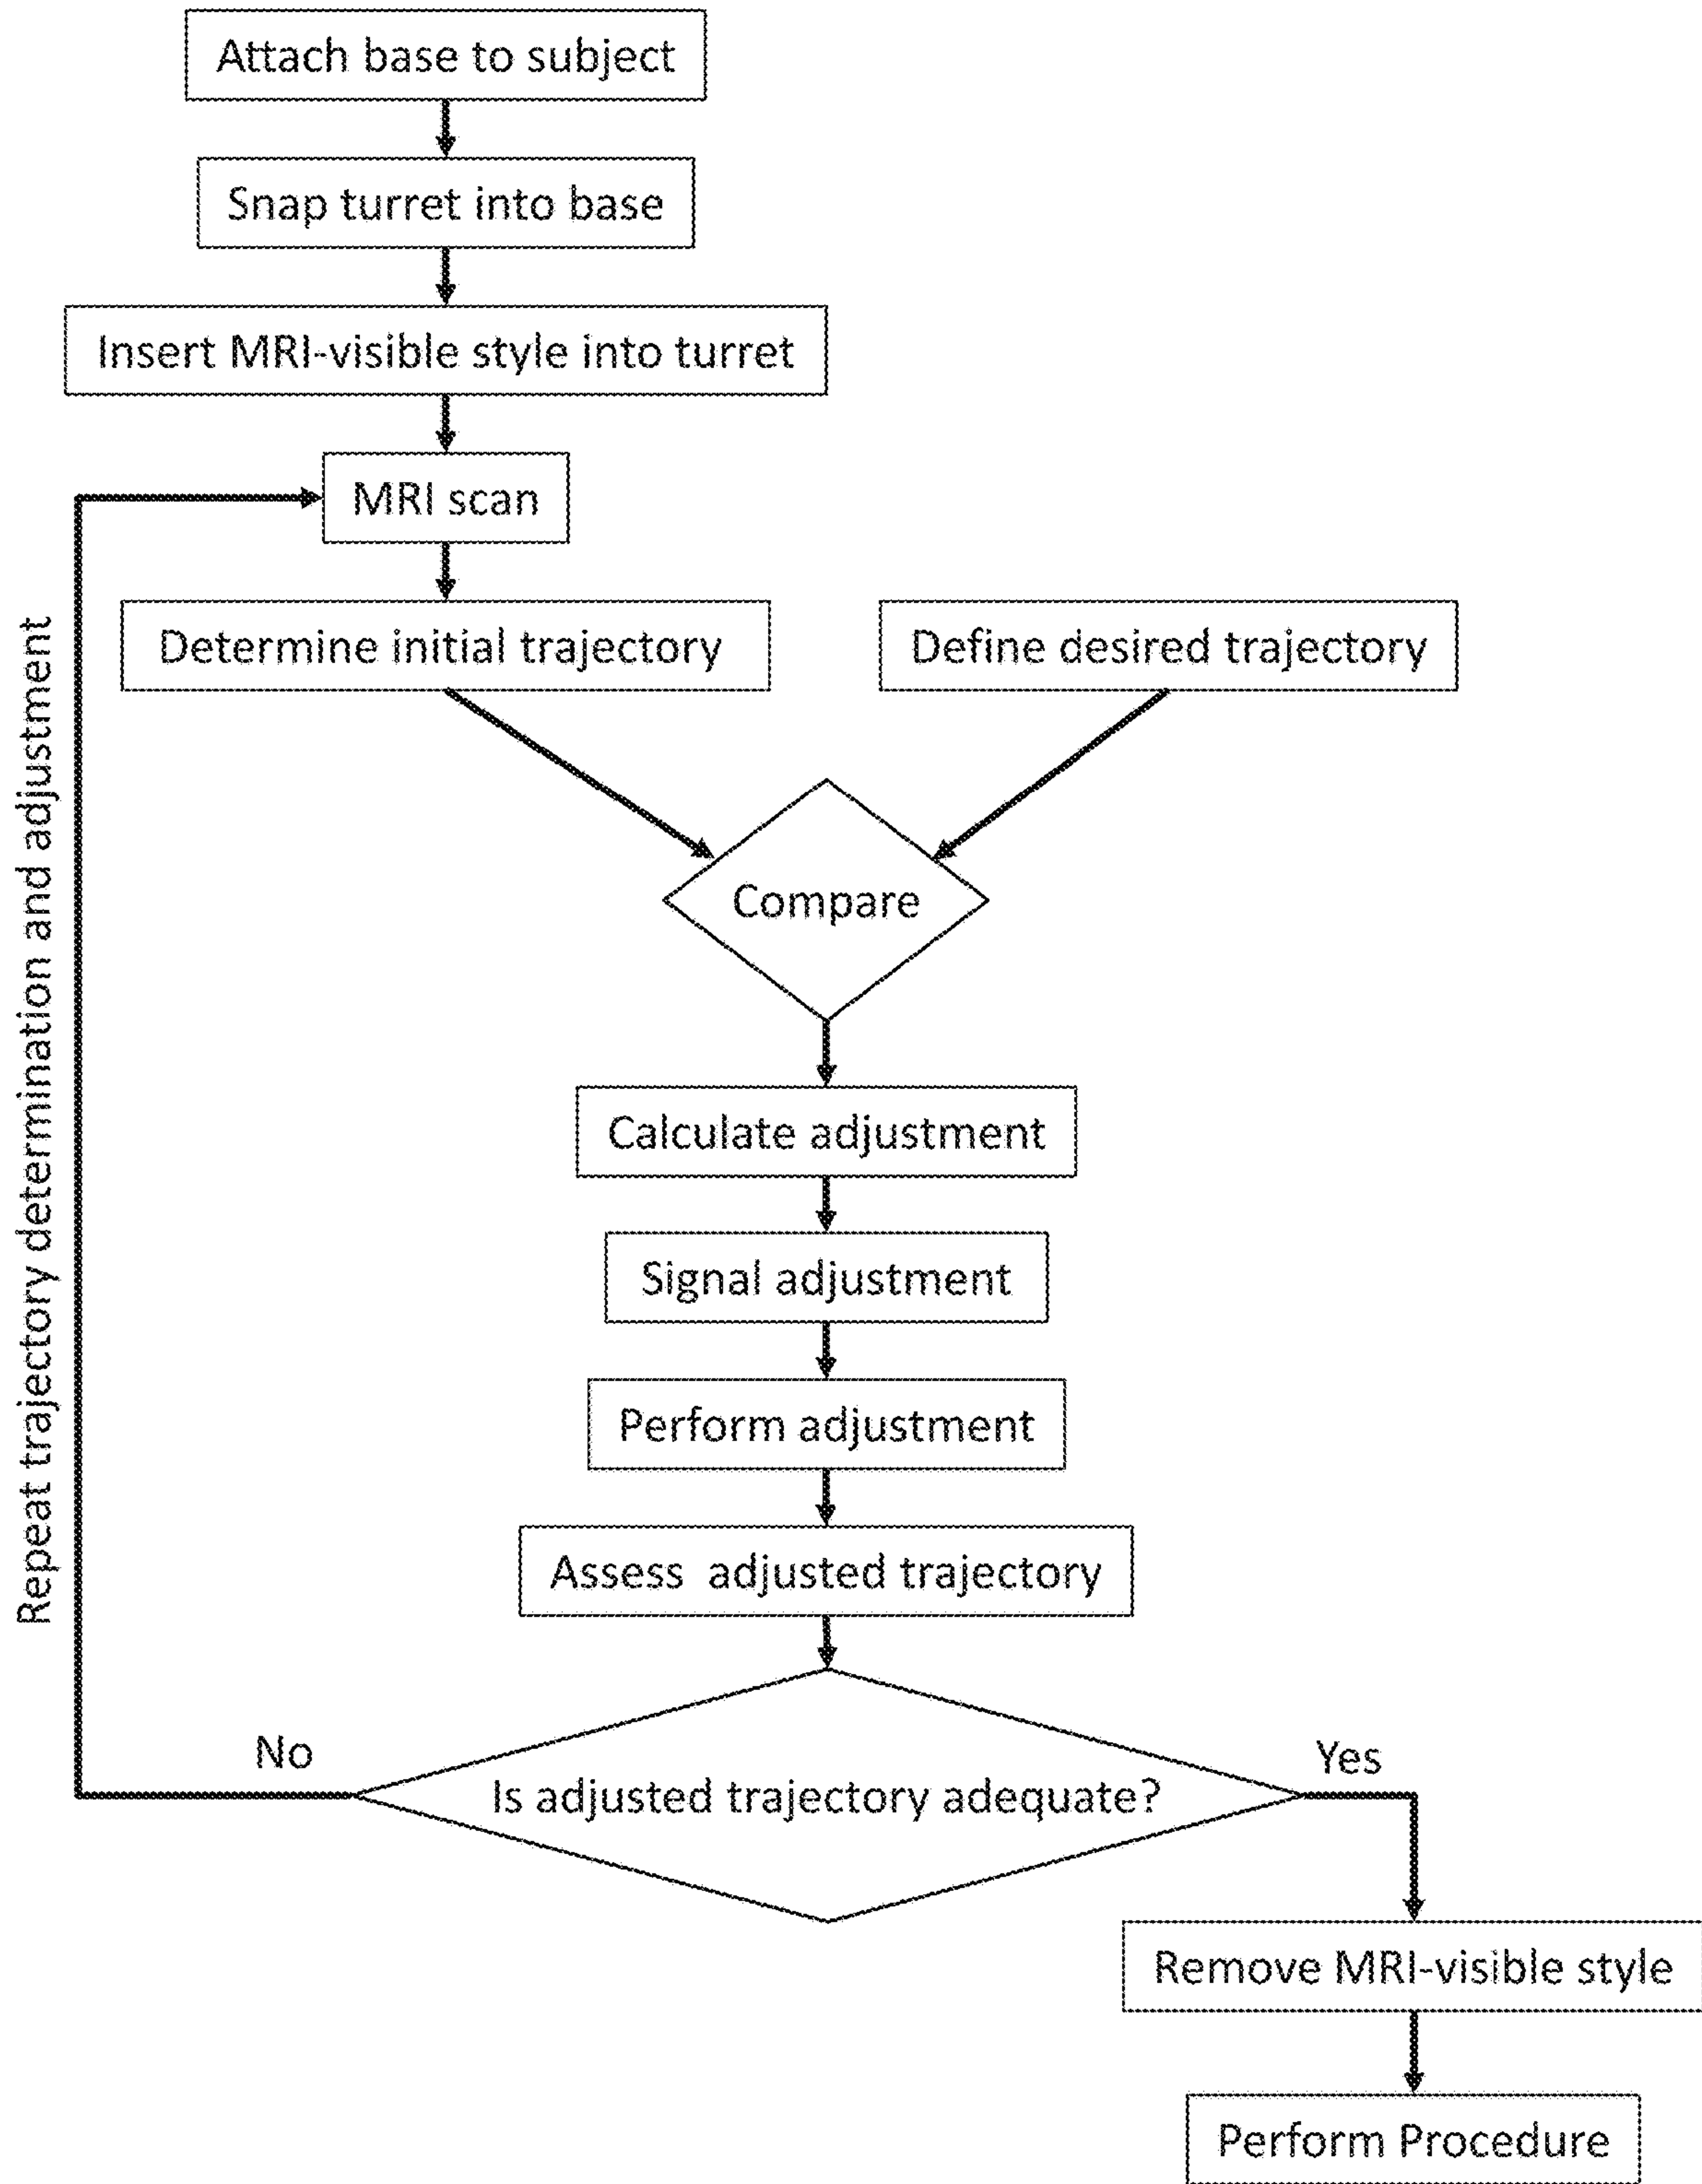 Attach base to subject
Snap turret into base
Insert MRI-visible style into turret
MRI scan
Determine initial trajectory
Define desired trajectory
Compare
Calculate adjustment
Signal adjustment
Perform adjustment
Assess adjusted trajectory
Is adjusted trajectory adequate?
No
Yes
Repeat trajectory determination and adjustment
Remove MRI-visible style
Perform Procedure